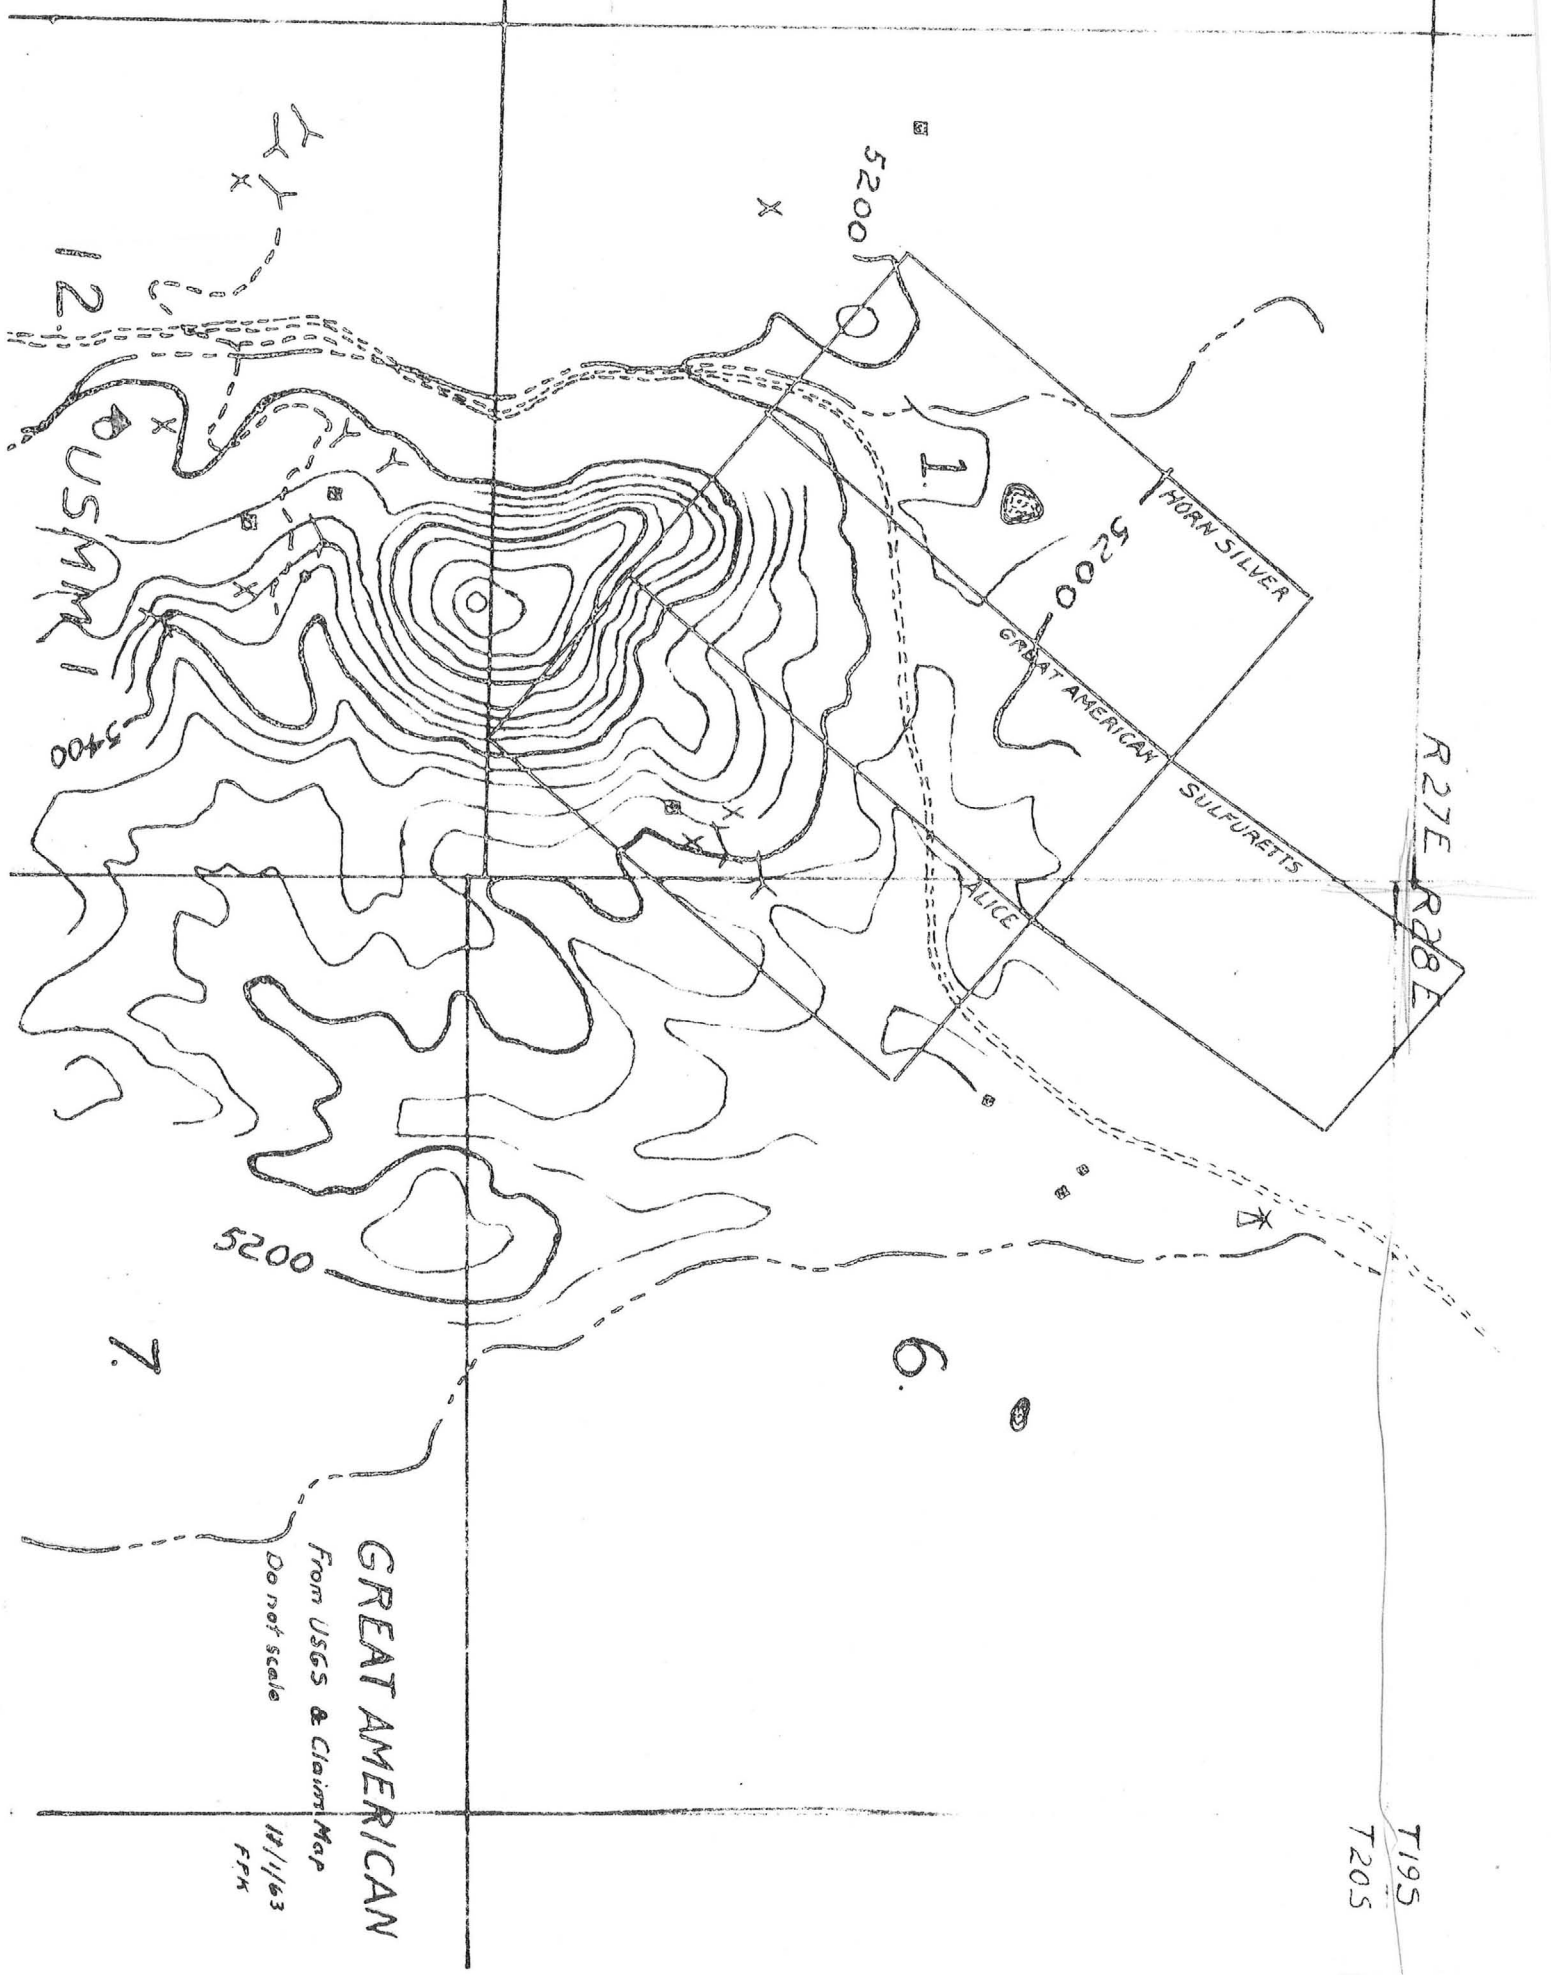 R27E R28E
T19S
T20S
HORN SILVER
GREAT AMERICAN
SULFURETTS
ALICE
5200
5200
1.
6.
12.
USMM 1
5400
5200
7.
GREAT AMERICAN
From USGS & Claim Map
Do not scale
FPK